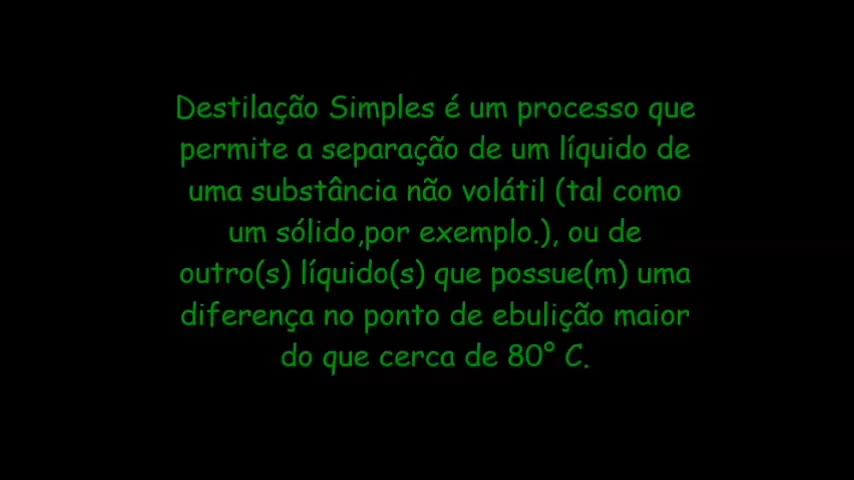 Destilação Simples é um processo que
permite a separação de um líquido de
uma substância não volátil (tal como
um sólido,por exemplo.), ou de
outro(s) líquido(s) que possue(m) uma
diferença no ponto de ebulição maior
do que cerca de 80° C.